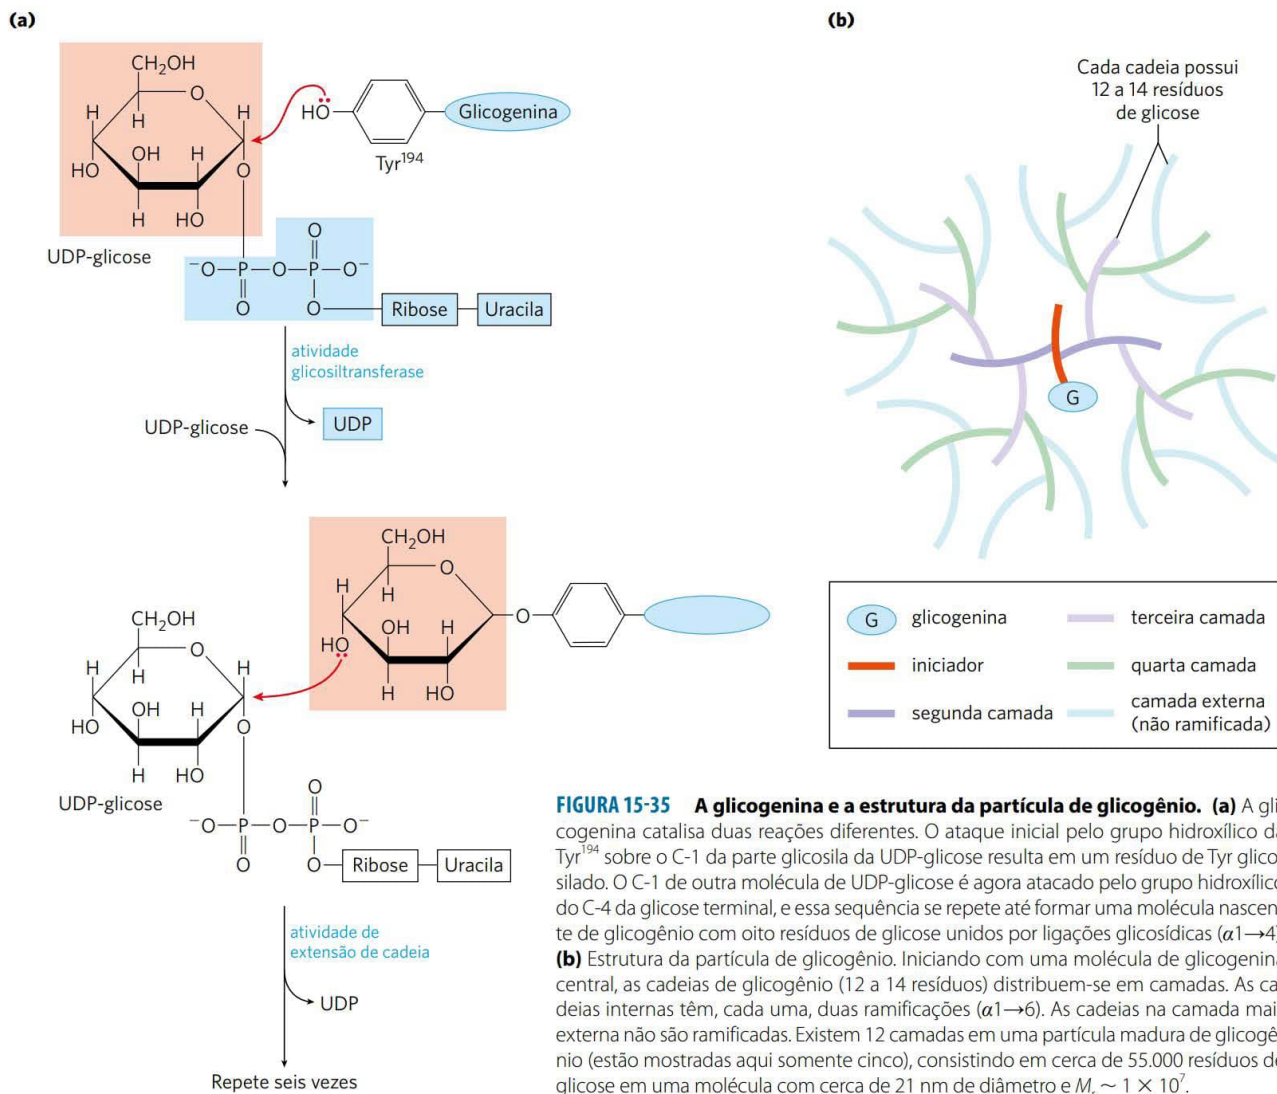 (a)
CH₂OH
O
H
H
H
OH
H
HO
O
H
HO
UDP-glicose
HO
Tyr¹⁹⁴
Glicogenina
O
⁻O—P—O—P—O⁻
O
O
Ribose
Uracila
atividade
glicosiltransferase
UDP
UDP-glicose
CH₂OH
O
H
H
OH
H
HO
H
HO
O
CH₂OH
O
H
H
H
OH
H
HO
O
H
HO
UDP-glicose
O
⁻O—P—O—P—O⁻
O
O
Ribose
Uracila
atividade de
extensão de cadeia
UDP
Repete seis vezes
(b)
Cada cadeia possui
12 a 14 resíduos
de glicose
G
G glicogenina
iniciador
segunda camada
terceira camada
quarta camada
camada externa
(não ramificada)
FIGURA 15-35 A glicogenina e a estrutura da partícula de glicogênio. (a) A gli-
cogenina catalisa duas reações diferentes. O ataque inicial pelo grupo hidroxílico da
Tyr¹⁹⁴ sobre o C-1 da parte glicosila da UDP-glicose resulta em um resíduo de Tyr glico-
silado. O C-1 de outra molécula de UDP-glicose é agora atacado pelo grupo hidroxílico
do C-4 da glicose terminal, e essa sequência se repete até formar uma molécula nascen-
te de glicogênio com oito resíduos de glicose unidos por ligações glicosídicas (α1→4)
(b) Estrutura da partícula de glicogênio. Iniciando com uma molécula de glicogenina
central, as cadeias de glicogênio (12 a 14 resíduos) distribuem-se em camadas. As ca-
deias internas têm, cada uma, duas ramificações (α1→6). As cadeias na camada mais
externa não são ramificadas. Existem 12 camadas em uma partícula madura de glicogê-
nio (estão mostradas aqui somente cinco), consistindo em cerca de 55.000 resíduos de
glicose em uma molécula com cerca de 21 nm de diâmetro e Mᵣ ~ 1 × 10⁷.